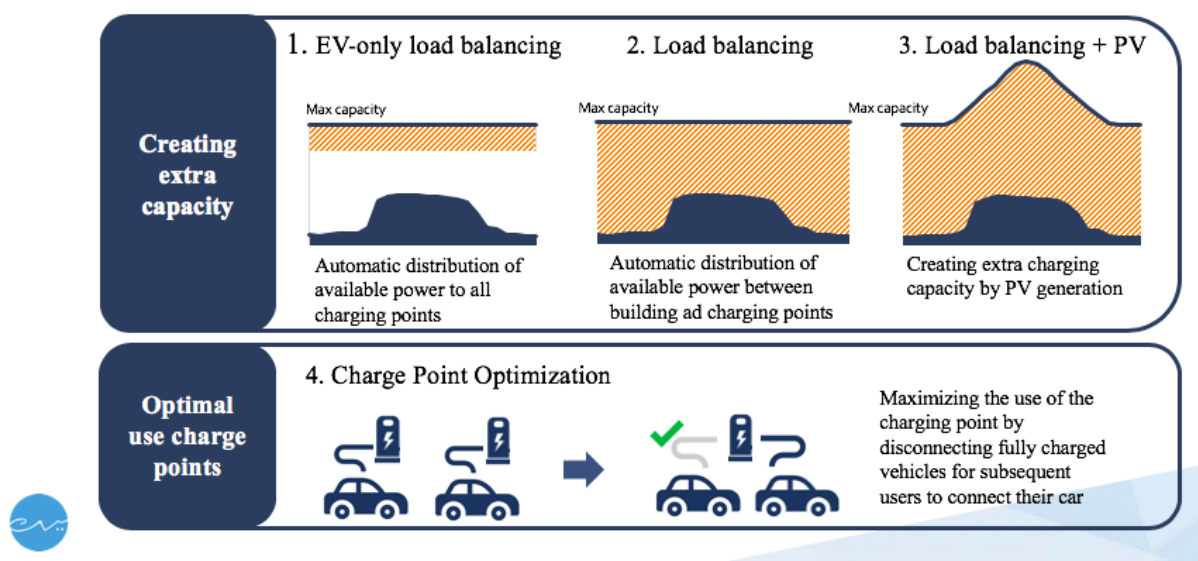 Creating
extra
capacity
1. EV-only load balancing
Max capacity
Automatic distribution of
available power to all
charging points
2. Load balancing
Max capacity
Automatic distribution of
available power between
building ad charging points
3. Load balancing + PV
Max capacity
Creating extra charging
capacity by PV generation
Optimal
use charge
points
4. Charge Point Optimization
Maximizing the use of the
charging point by
disconnecting fully charged
vehicles for subsequent
users to connect their car